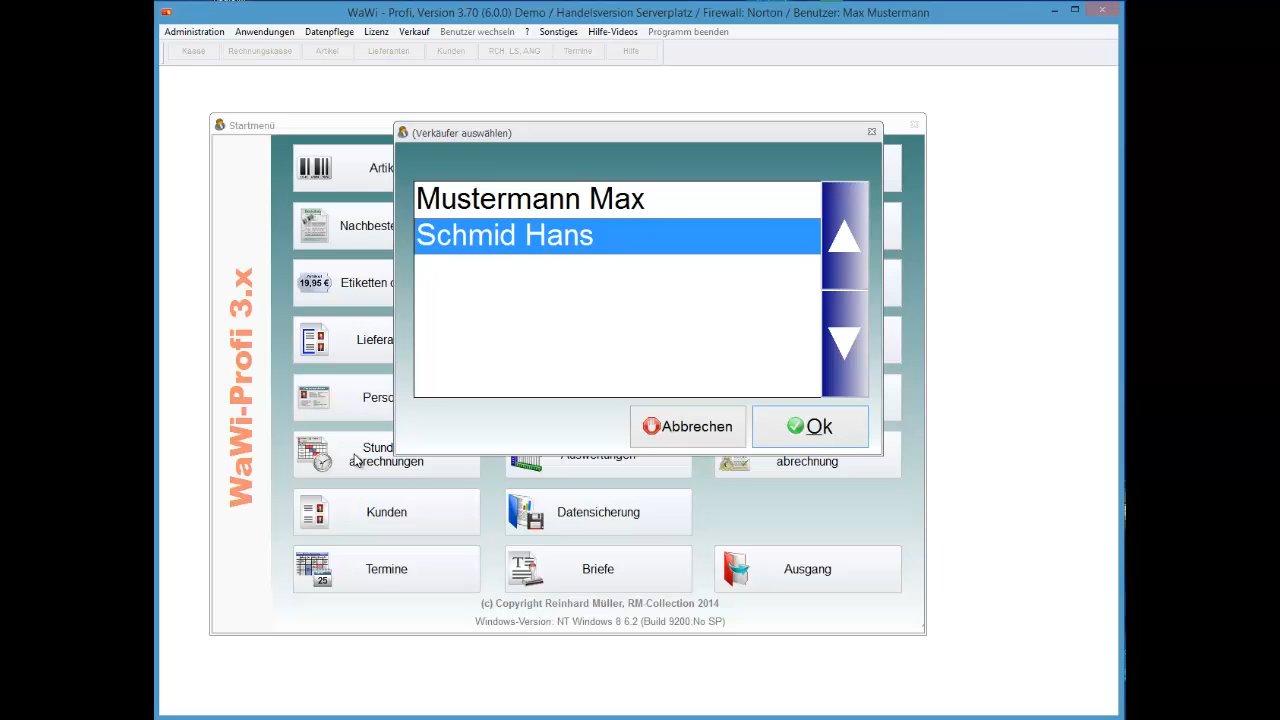 WaWi - Profi, Version 3.70 (6.0.0) Demo / Handelsversion Serverplatz / Firewall: Norton / Benutzer: Max Mustermann
Administration Anwendungen Datenpflege Lizenz Verkauf Benutzer wechseln ? Sonstiges Hilfe-Videos Programm beenden
Kasse Rechnungskasse Artikel Lieferanten Kunden RCH, LS, ANG Termine Hilfe
Startmenü
(Verkäufer auswählen)
Mustermann Max
Schmid Hans
Abbrechen
Ok
WaWi-Profi 3.x
Artik
Nachbeste
Artikel
19,95 €
Etiketten
Liefera
Perso
Stund
abrechnungen
Auswertungen
abrechnung
Kunden
Datensicherung
25
Termine
Briefe
Ausgang
(c) Copyright Reinhard Müller, RM-Collection 2014
Windows-Version: NT Windows 8 6.2 (Build 9200:No SP)